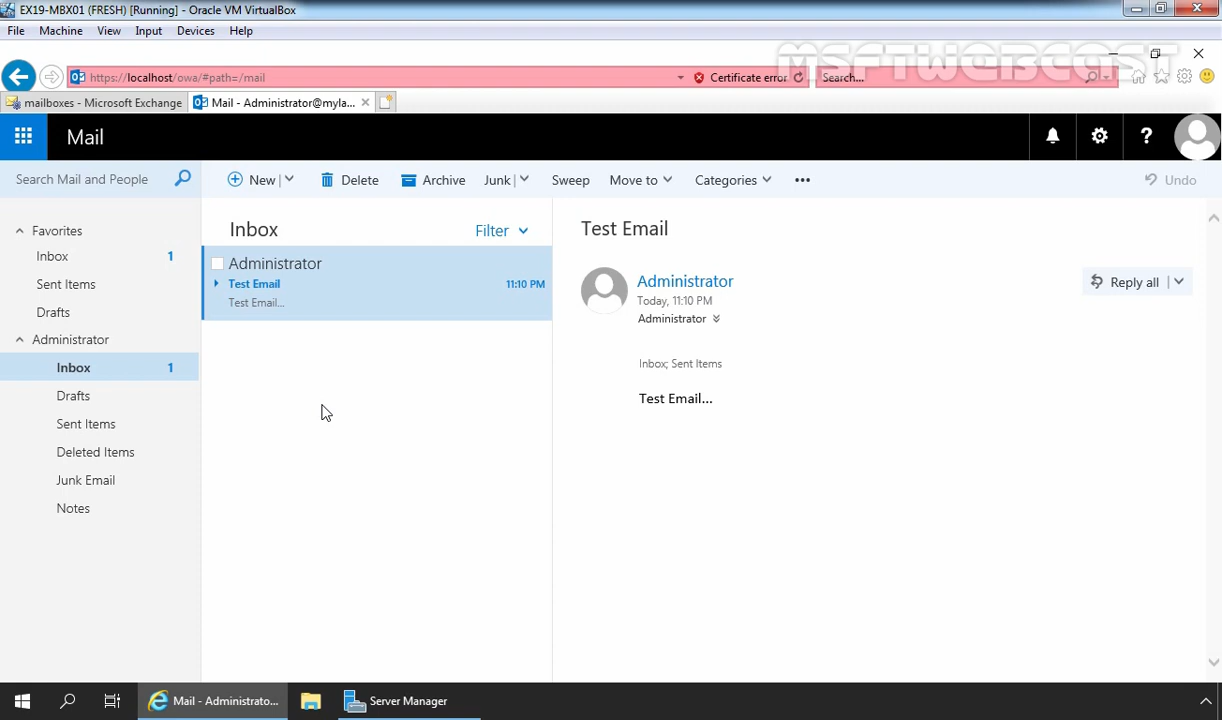 EX19-MBX01 (FRESH) [Running] - Oracle VM VirtualBox
File Machine View Input Devices Help
MSFTWEBCAST
https://localhost/owa/#path=/mail
Certificate error
Search...
mailboxes - Microsoft Exchange
Mail - Administrator@myla...
Mail
?
Search Mail and People
New
Delete
Archive
Junk
Sweep
Move to
Categories
•••
Undo
Favorites
Inbox 1
Sent Items
Drafts
Administrator
Inbox 1
Drafts
Sent Items
Deleted Items
Junk Email
Notes
Inbox
Filter
Administrator
Test Email 11:10 PM
Test Email...
Test Email
Administrator
Today, 11:10 PM
Administrator
Reply all
Inbox; Sent Items
Test Email...
Mail - Administrato...
Server Manager